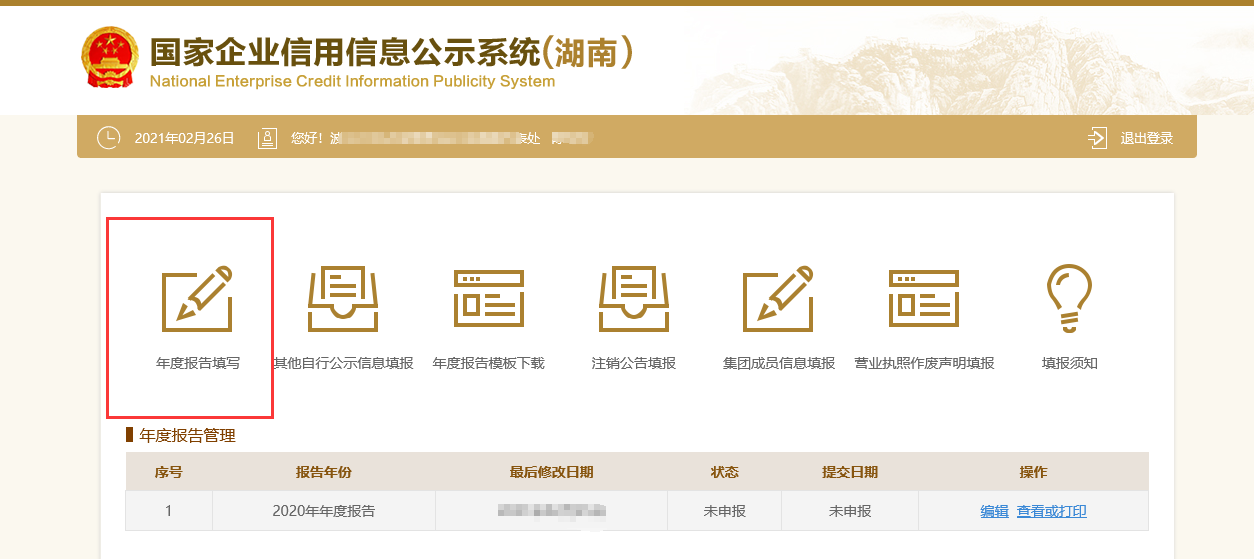 国家企业信用信息公示系统(湖南)
National Enterprise Credit Information Publicity System
2021年02月26日 您好! 退出登录
年度报告填写 其他自行公示信息填报 年度报告模板下载 注销公告填报 集团成员信息填报 营业执照作废声明填报 填报须知
年度报告管理
序号 报告年份 最后修改日期 状态 提交日期 操作
1 2020年年度报告 未申报 未申报 编辑 查看或打印